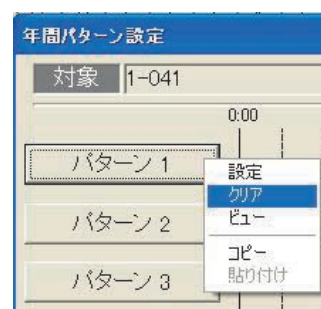 年間パターン設定
対象 1-041
0:00
パターン 1
設定
クリア
ビュー
コピー
貼り付け
パターン 2
パターン 3